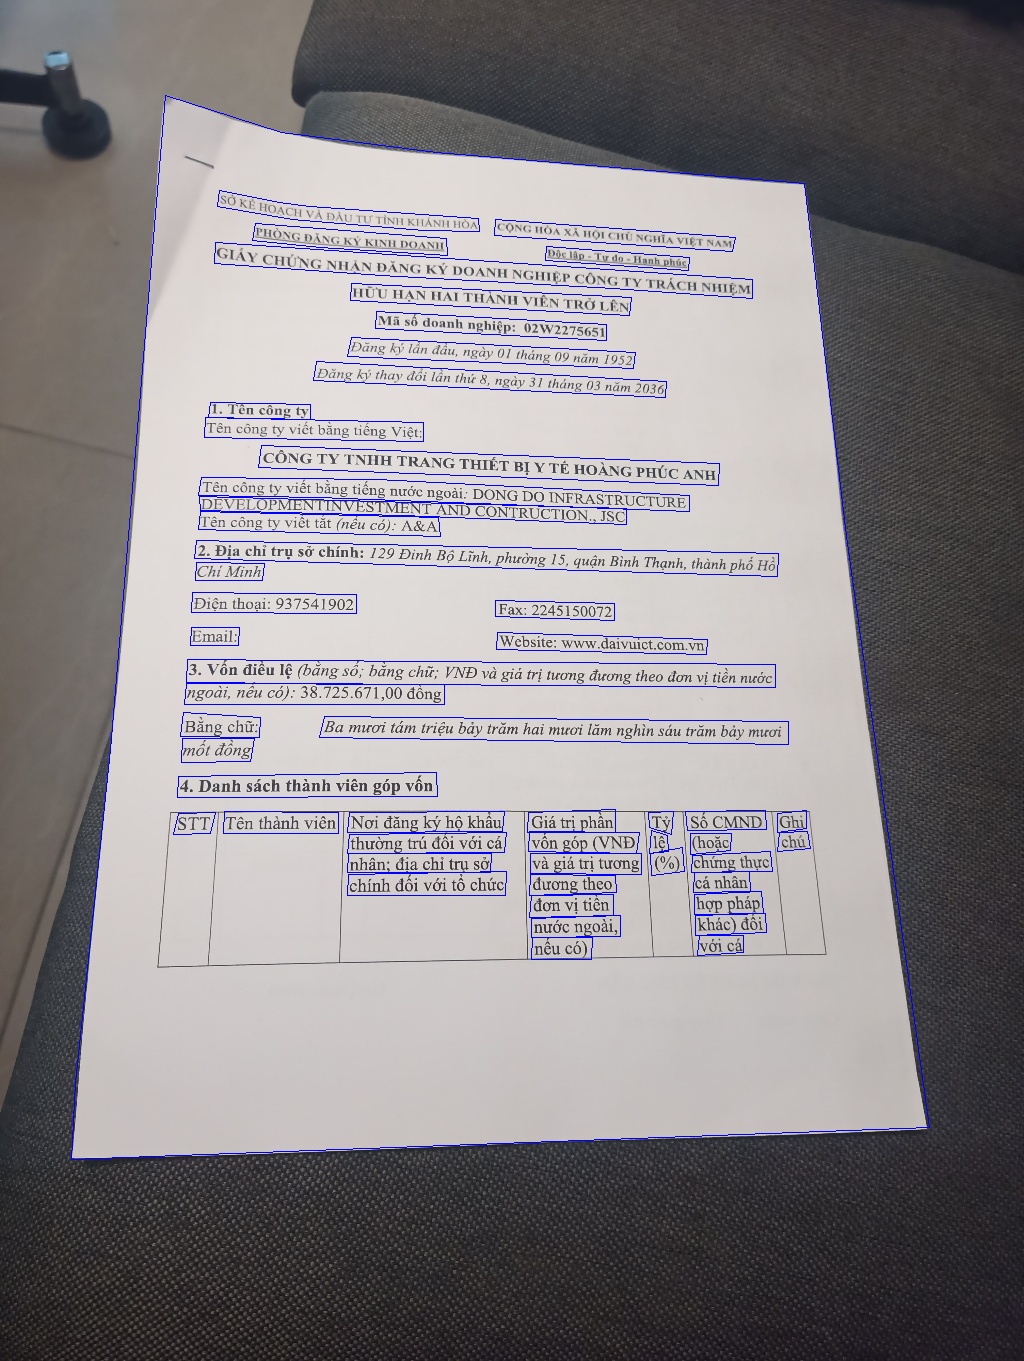 SỞ KẾ HOẠCH VÀ ĐẦU TƯ TỈNH KHÁNH HÒA
CỘNG HÒA XÃ HỘI CHỦ NGHĨA VIỆT NAM
PHÒNG ĐĂNG KÝ KINH DOANH
Độc lập - Tự do - Hạnh phúc
GIẤY CHỨNG NHẬN ĐĂNG KÝ DOANH NGHIỆP CÔNG TY TRÁCH NHIỆM
HỮU HẠN HAI THÀNH VIÊN TRỞ LÊN
Mã số doanh nghiệp: 02W2275651
Đăng ký lần đầu, ngày 01 tháng 09 năm 1952
Đăng ký thay đổi lần thứ 8, ngày 31 tháng 03 năm 2036
1. Tên công ty
Tên công ty viết bằng tiếng Việt:
CÔNG TY TNHH TRANG THIẾT BỊ Y TẾ HOÀNG PHÚC ANH
Tên công ty viết bằng tiếng nước ngoài: DONG DO INFRASTRUCTURE
DEVELOPMENTINVESTMENT AND CONTRUCTION., JSC
Tên công ty viết tắt (nếu có): A&A
2. Địa chỉ trụ sở chính: 129 Đinh Bộ Lĩnh, phường 15, quận Bình Thạnh, thành phố Hồ
Chí Minh
Điện thoại: 937541902
Fax: 2245150072
Email:
Website: www.daivuict.com.vn
3. Vốn điều lệ (bằng số; bằng chữ; VNĐ và giá trị tương đương theo đơn vị tiền nước
ngoài, nếu có): 38.725.671,00 đồng
Bằng chữ: Ba mươi tám triệu bảy trăm hai mươi lăm nghìn sáu trăm bảy mươi
mốt đồng
4. Danh sách thành viên góp vốn
STT
Tên thành viên
Nơi đăng ký hộ khẩu
thường trú đối với cá
nhân; địa chỉ trụ sở
chính đối với tổ chức
Giá trị phần
vốn góp (VNĐ
và giá trị tương
đương theo
đơn vị tiền
nước ngoài,
nếu có)
Tỷ
lệ
(%)
Số CMND
(hoặc
chứng thực
cá nhân
hợp pháp
khác) đối
với cá
Ghi
chú